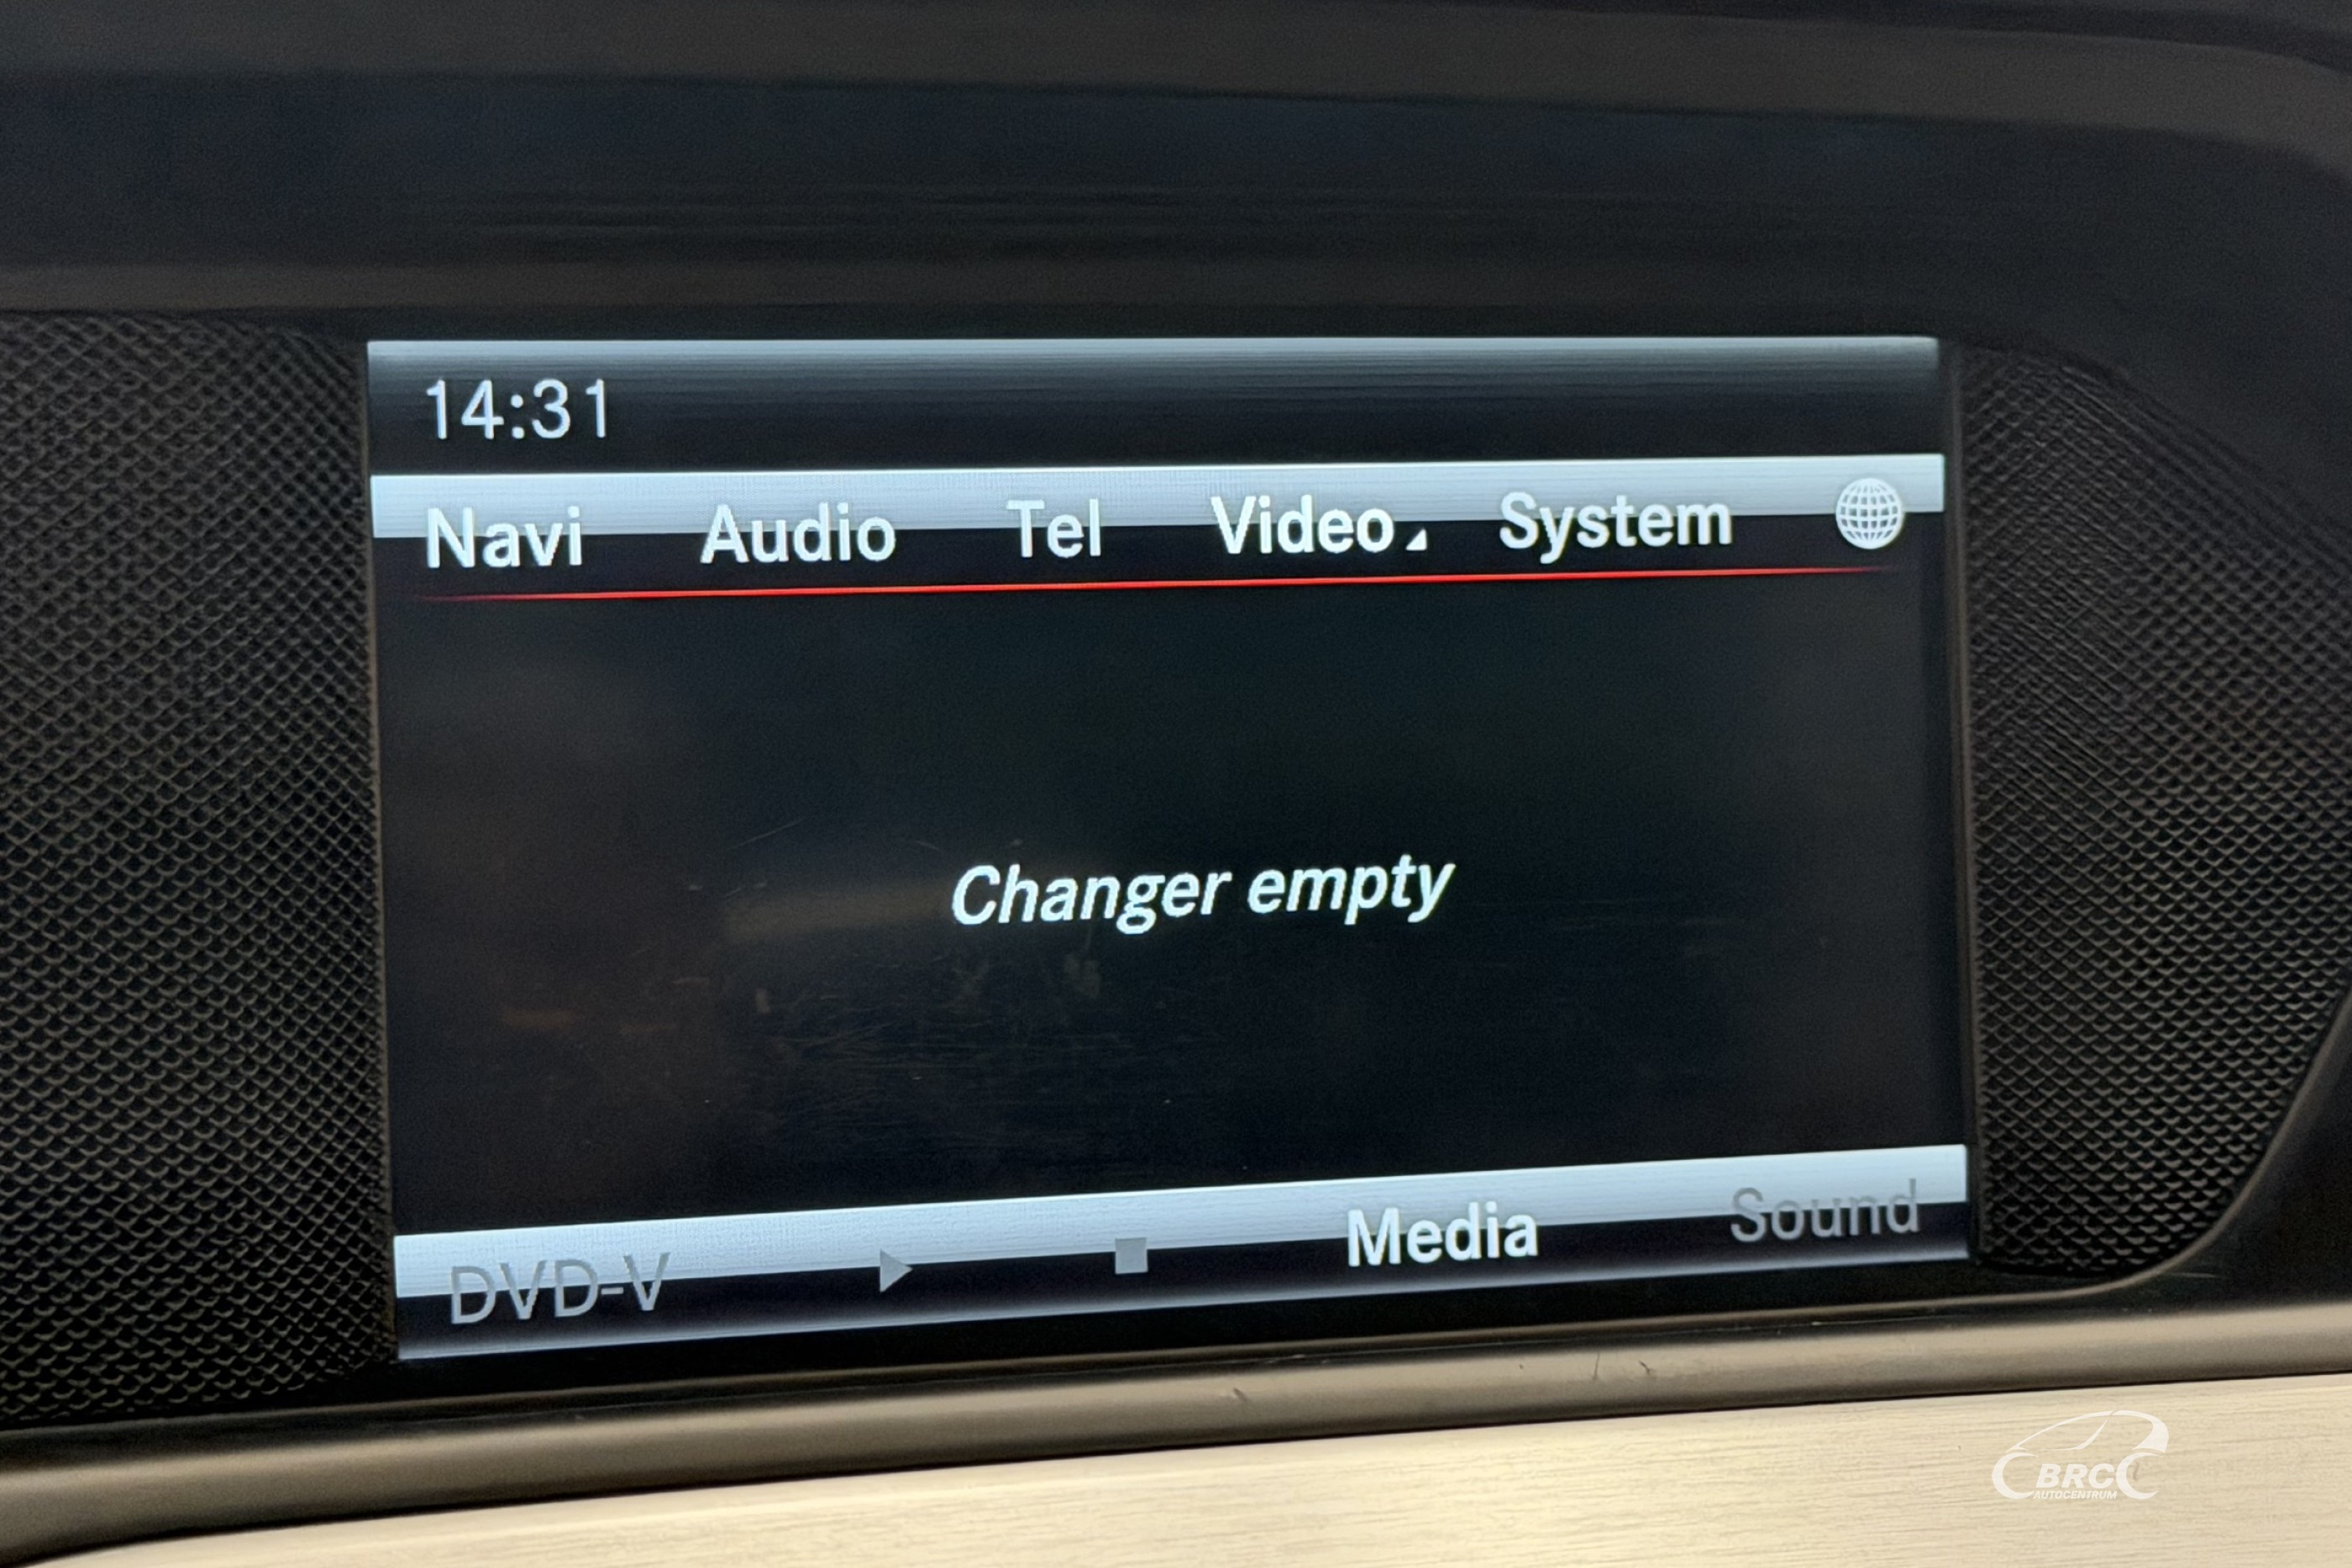 14:31
Navi Audio Tel Video System
Changer empty
DVD-V Media Sound
BRC
AUTOCENTRUM